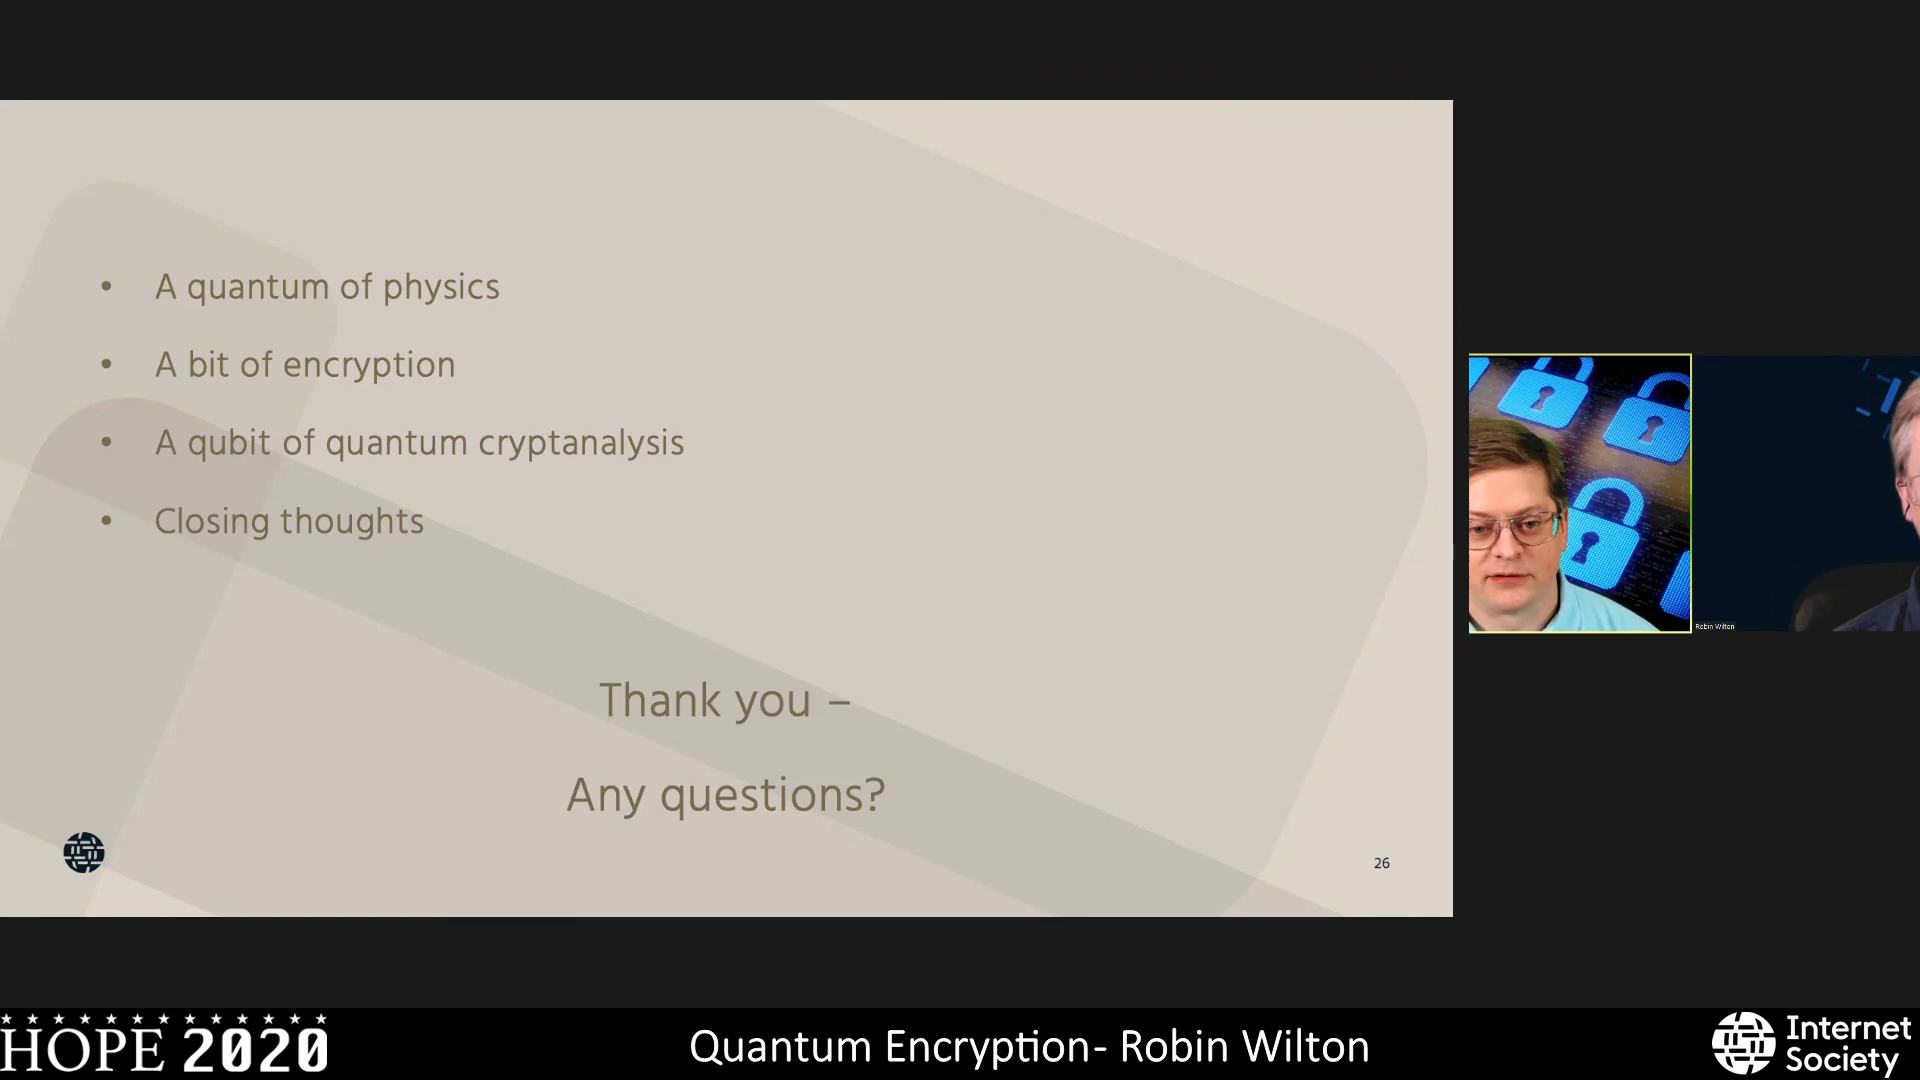 • A quantum of physics
• A bit of encryption
• A qubit of quantum cryptanalysis
• Closing thoughts
Thank you –
Any questions?
26
Robin Wilton
HOPE 2020
Quantum Encryption- Robin Wilton
Internet
Society